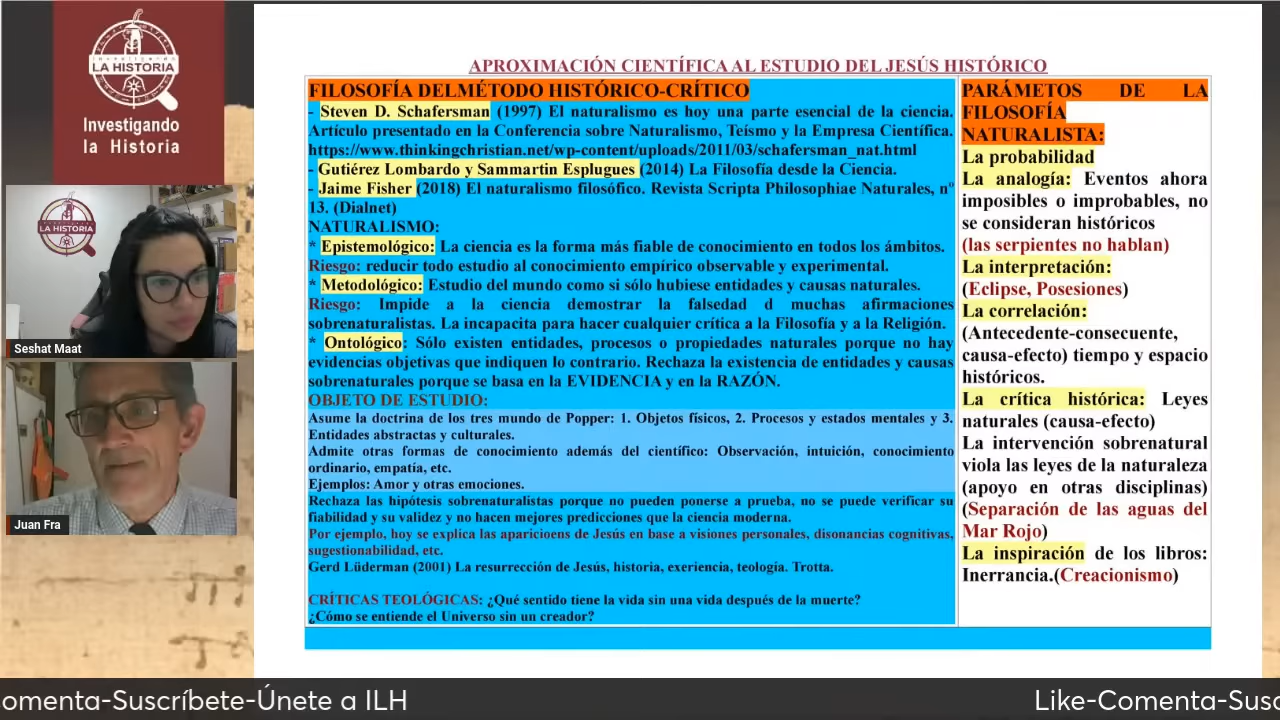 LA HISTORIA
Investigando
la Historia
LA HISTORIA
Seshat Maat
Juan Fra
APROXIMACIÓN CIENTÍFICA AL ESTUDIO DEL JESÚS HISTÓRICO
FILOSOFÍA DELMÉTODO HISTÓRICO-CRÍTICO
- Steven D. Schafersman (1997) El naturalismo es hoy una parte esencial de la ciencia.
Artículo presentado en la Conferencia sobre Naturalismo, Teísmo y la Empresa Científica.
https://www.thinkingchristian.net/wp-content/uploads/2011/03/schafersman_nat.html
- Gutiérez Lombardo y Sammartin Esplugues (2014) La Filosofía desde la Ciencia.
- Jaime Fisher (2018) El naturalismo filosófico. Revista Scripta Philosophiae Naturales, nº
13. (Dialnet)
NATURALISMO:
* Epistemológico: La ciencia es la forma más fiable de conocimiento en todos los ámbitos.
Riesgo: reducir todo estudio al conocimiento empírico observable y experimental.
* Metodológico: Estudio del mundo como si sólo hubiese entidades y causas naturales.
Riesgo: Impide a la ciencia demostrar la falsedad d muchas afirmaciones
sobrenaturalistas. La incapacita para hacer cualquier crítica a la Filosofía y a la Religión.
* Ontológico: Sólo existen entidades, procesos o propiedades naturales porque no hay
evidencias objetivas que indiquen lo contrario. Rechaza la existencia de entidades y causas
sobrenaturales porque se basa en la EVIDENCIA y en la RAZÓN.
OBJETO DE ESTUDIO:
Asume la doctrina de los tres mundo de Popper: 1. Objetos físicos, 2. Procesos y estados mentales y 3.
Entidades abstractas y culturales.
Admite otras formas de conocimiento además del científico: Observación, intuición, conocimiento
ordinario, empatía, etc.
Ejemplos: Amor y otras emociones.
Rechaza las hipótesis sobrenaturalistas porque no pueden ponerse a prueba, no se puede verificar su
fiabilidad y su validez y no hacen mejores predicciones que la ciencia moderna.
Por ejemplo, hoy se explica las aparicioens de Jesús en base a visiones personales, disonancias cognitivas,
sugestionabilidad, etc.
Gerd Lüderman (2001) La resurrección de Jesús, historia, exeriencia, teología. Trotta.
CRÍTICAS TEOLÓGICAS: ¿Qué sentido tiene la vida sin una vida después de la muerte?
¿Cómo se entiende el Universo sin un creador?
PARÁMETOS DE LA
FILOSOFÍA
NATURALISTA:
La probabilidad
La analogía: Eventos ahora
imposibles o improbables, no
se consideran históricos
(las serpientes no hablan)
La interpretación:
(Eclipse, Posesiones)
La correlación:
(Antecedente-consecuente,
causa-efecto) tiempo y espacio
históricos.
La crítica histórica: Leyes
naturales (causa-efecto)
La intervención sobrenatural
viola las leyes de la naturaleza
(apoyo en otras disciplinas)
(Separación de las aguas del
Mar Rojo)
La inspiración de los libros:
Inerrancia.(Creacionismo)
omenta-Suscríbete-Únete a ILH
Like-Comenta-Susc